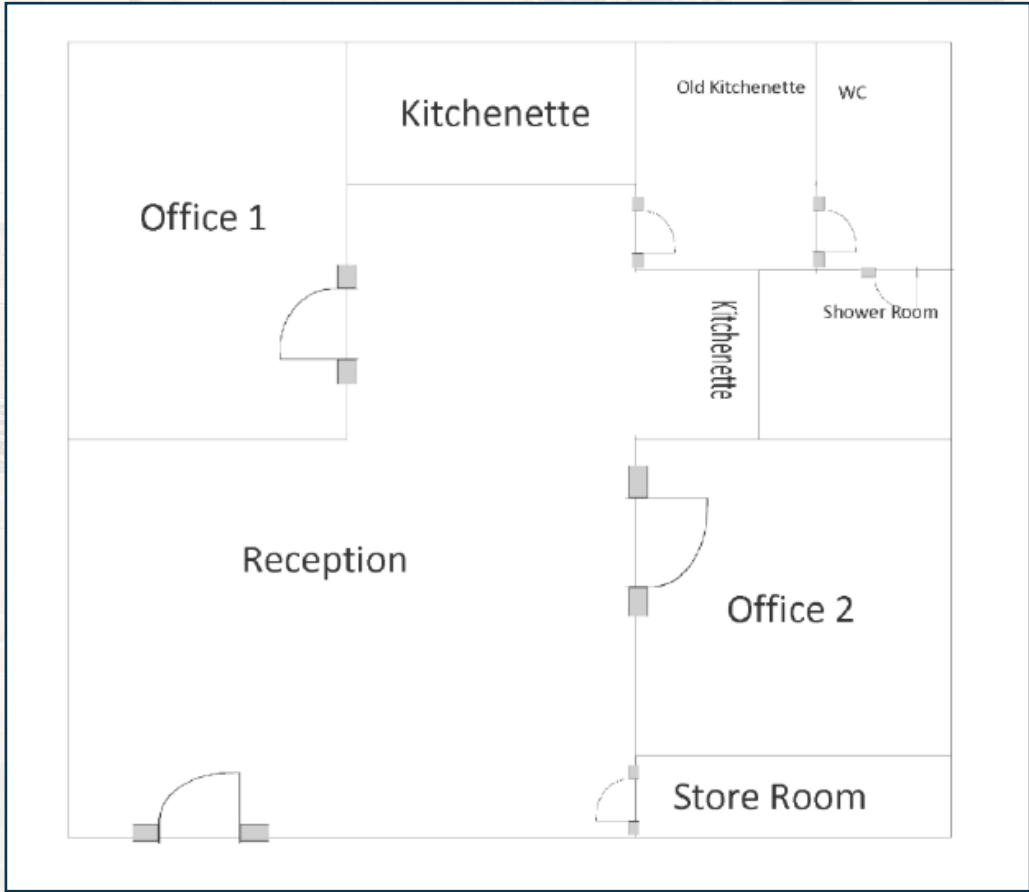 Old Kitchenette
WC
Kitchenette
Office 1
Shower Room
Kitchenette
Reception
Office 2
Store Room